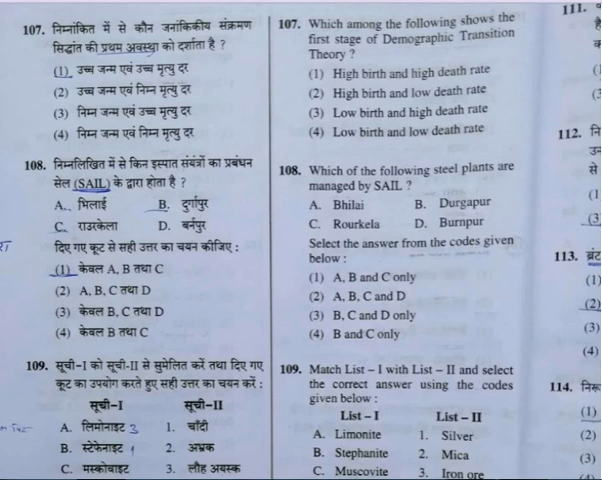 107. निम्नांकित में से कौन जनांकिकीय संक्रमण
सिद्धांत की प्रथम अवस्था को दर्शाता है ?
(1) उच्च जन्म एवं उच्च मृत्यु दर
(2) उच्च जन्म एवं निम्न मृत्यु दर
(3) निम्न जन्म एवं उच्च मृत्यु दर
(4) निम्न जन्म एवं निम्न मृत्यु दर
108. निम्नलिखित में से किन इस्पात संयंत्रों का प्रबंधन
सेल (SAIL) के द्वारा होता है ?
A. भिलाई B. दुर्गापुर
C. राउरकेला D. बर्नपुर
दिए गए कूट से सही उत्तर का चयन कीजिए :
(1) केवल A, B तथा C
(2) A, B, C तथा D
(3) केवल B, C तथा D
(4) केवल B तथा C
109. सूची-I को सूची-II से सुमेलित करें तथा दिए गए
कूट का उपयोग करते हुए सही उत्तर का चयन करें :
सूची-I सूची-II
A. लिमोनाइट 3 1. चाँदी
B. स्टेफेनाइट 1 2. अभ्रक
C. मस्कोवाइट 3. लौह अयस्क
107. Which among the following shows the
first stage of Demographic Transition
Theory ?
(1) High birth and high death rate
(2) High birth and low death rate
(3) Low birth and high death rate
(4) Low birth and low death rate
108. Which of the following steel plants are
managed by SAIL ?
A. Bhilai B. Durgapur
C. Rourkela D. Burnpur
Select the answer from the codes given
below :
(1) A, B and C only
(2) A, B, C and D
(3) B, C and D only
(4) B and C only
109. Match List – I with List – II and select
the correct answer using the codes
given below :
List – I List – II
A. Limonite 1. Silver
B. Stephanite 2. Mica
C. Muscovite 3. Iron ore
111.
(3
112. नि
उन
से
(1
(3
113. ब्रंट
(1)
(2)
(3)
(4)
114. निरू
(1)
(2)
(3)